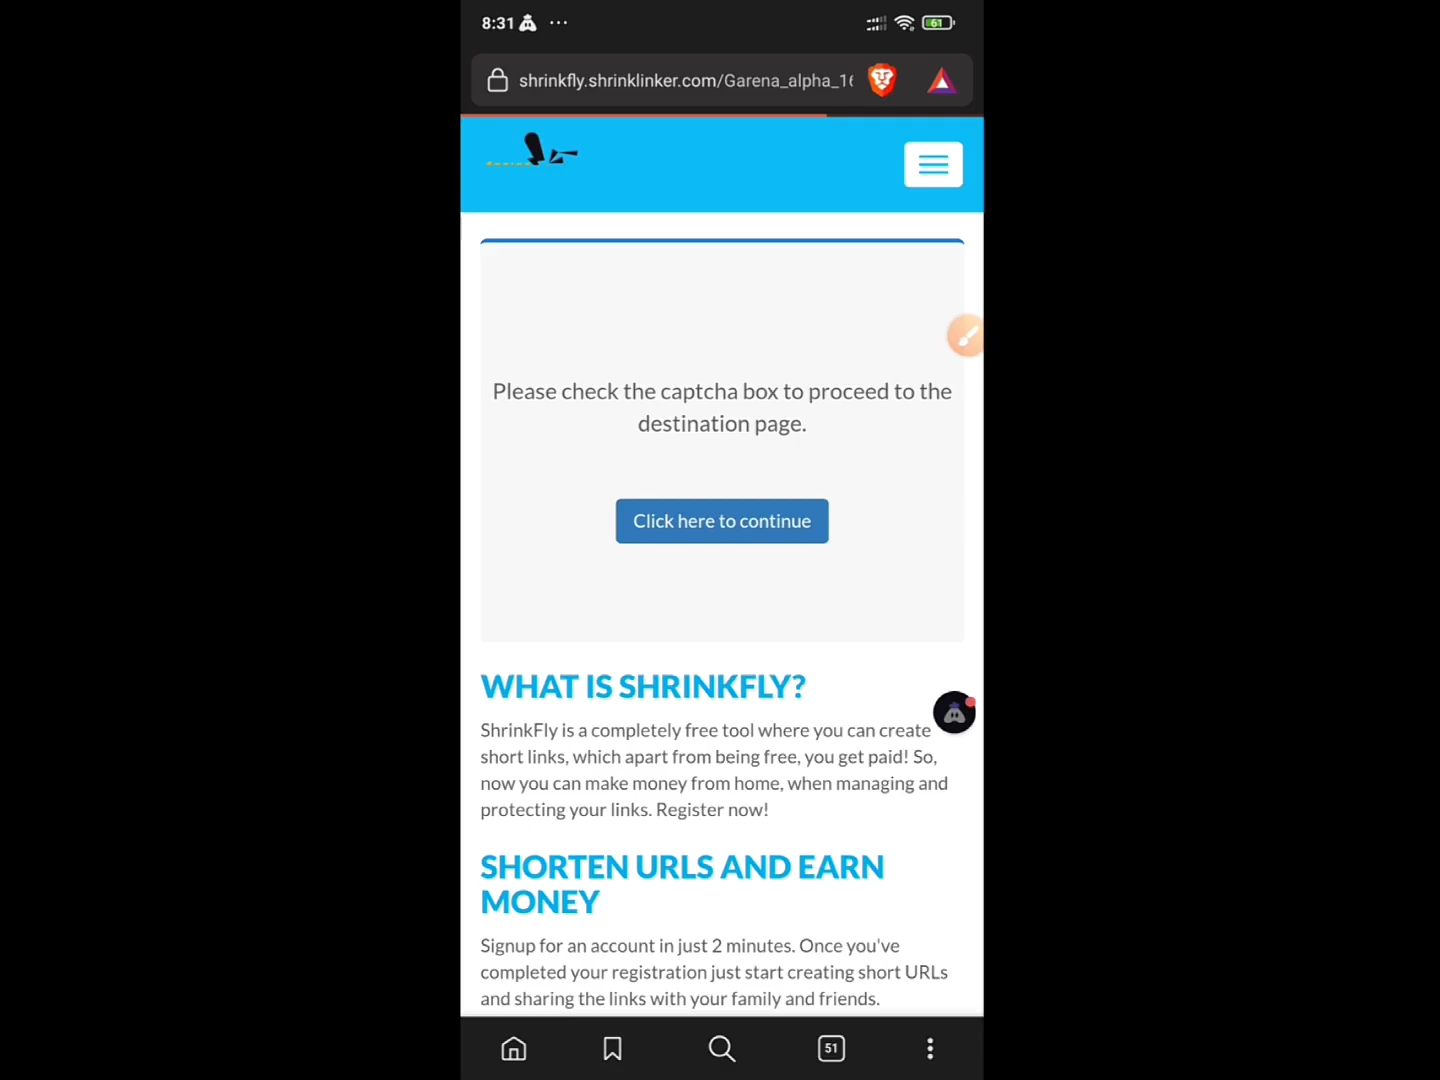 8:31
61
shrinkfly.shrinklinker.com/Garena_alpha_16
Please check the captcha box to proceed to the
destination page.
Click here to continue
WHAT IS SHRINKFLY?
ShrinkFly is a completely free tool where you can create
short links, which apart from being free, you get paid! So,
now you can make money from home, when managing and
protecting your links. Register now!
SHORTEN URLS AND EARN
MONEY
Signup for an account in just 2 minutes. Once you've
completed your registration just start creating short URLs
and sharing the links with your family and friends.
51